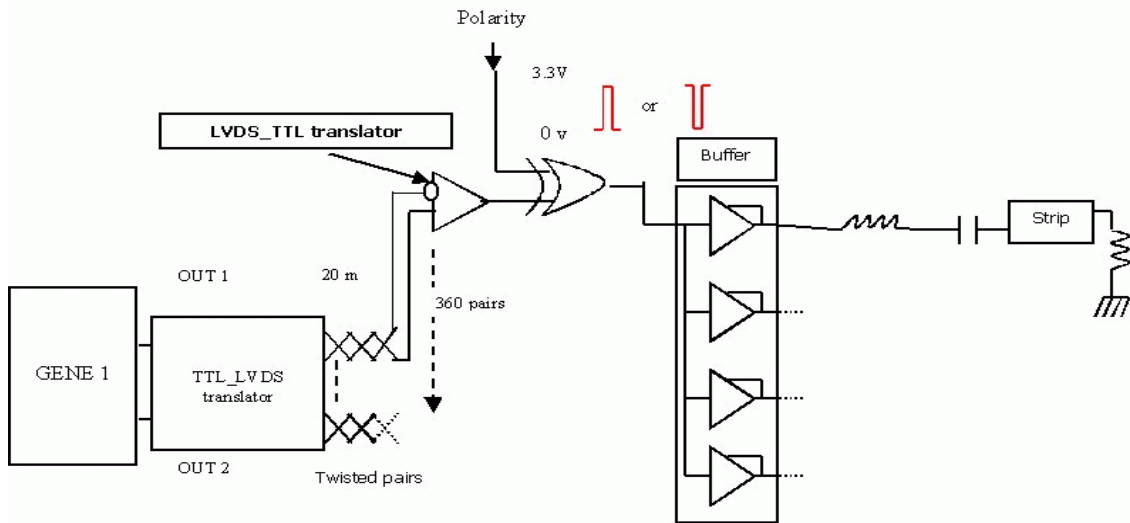 Polarity
3.3V
or
0 v
LVDS_TTL translator
Buffer
Strip
20 m
OUT 1
360 pairs
GENE 1
TTL_LVDS
translator
OUT 2
Twisted pairs